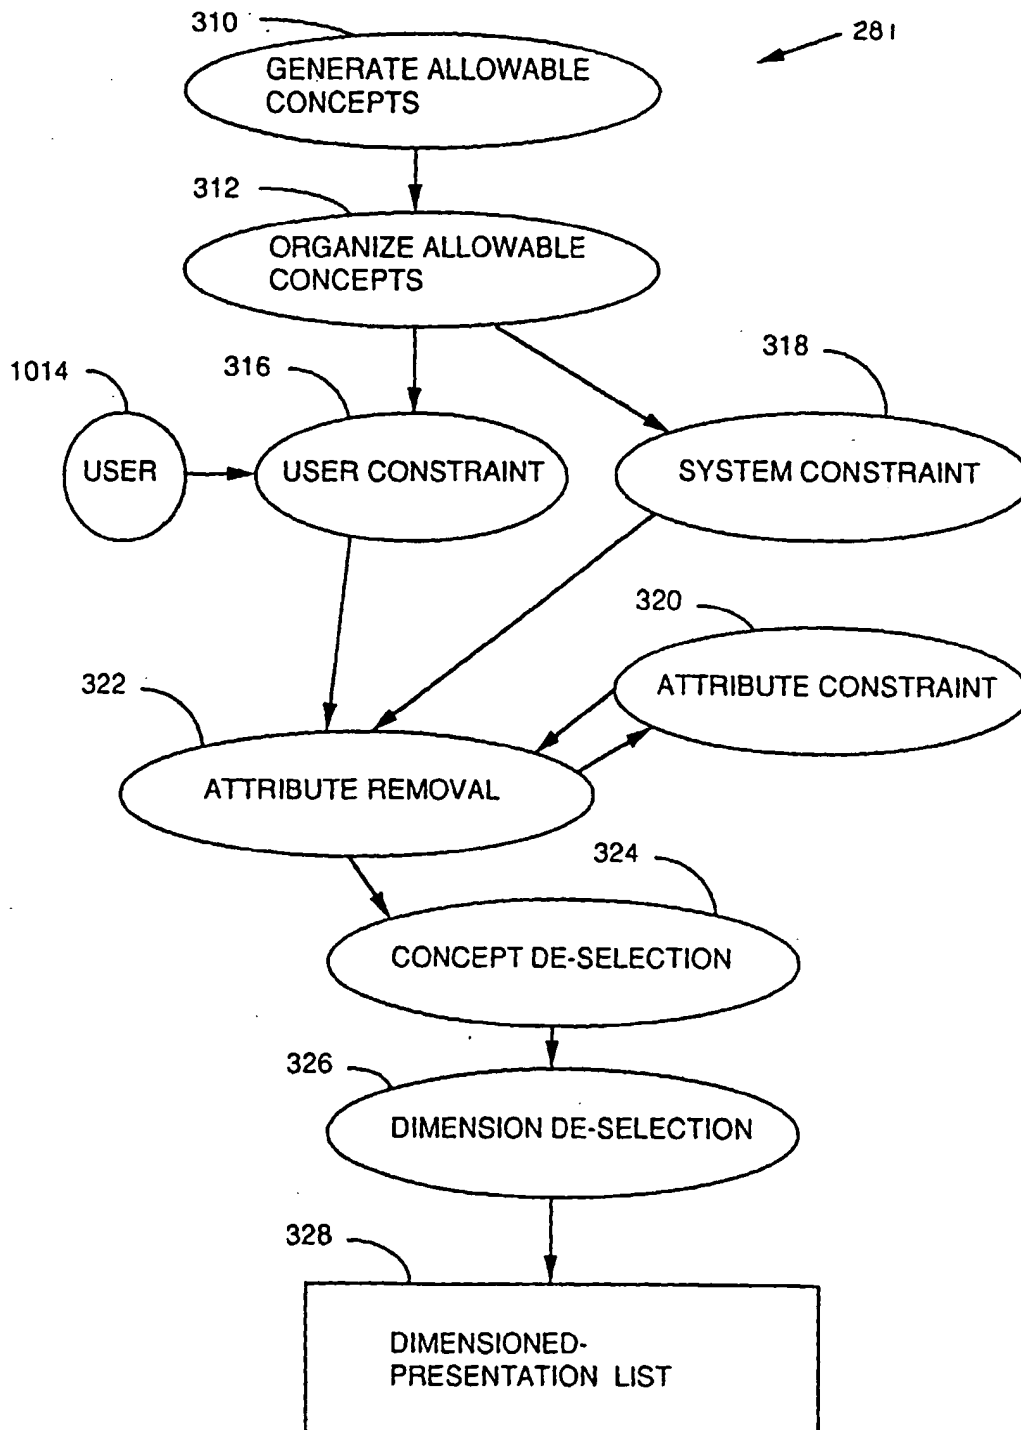 310
281
GENERATE ALLOWABLE
CONCEPTS
312
ORGANIZE ALLOWABLE
CONCEPTS
1014
316
318
USER
USER CONSTRAINT
SYSTEM CONSTRAINT
320
322
ATTRIBUTE CONSTRAINT
ATTRIBUTE REMOVAL
324
CONCEPT DE-SELECTION
326
DIMENSION DE-SELECTION
328
DIMENSIONED-
PRESENTATION LIST